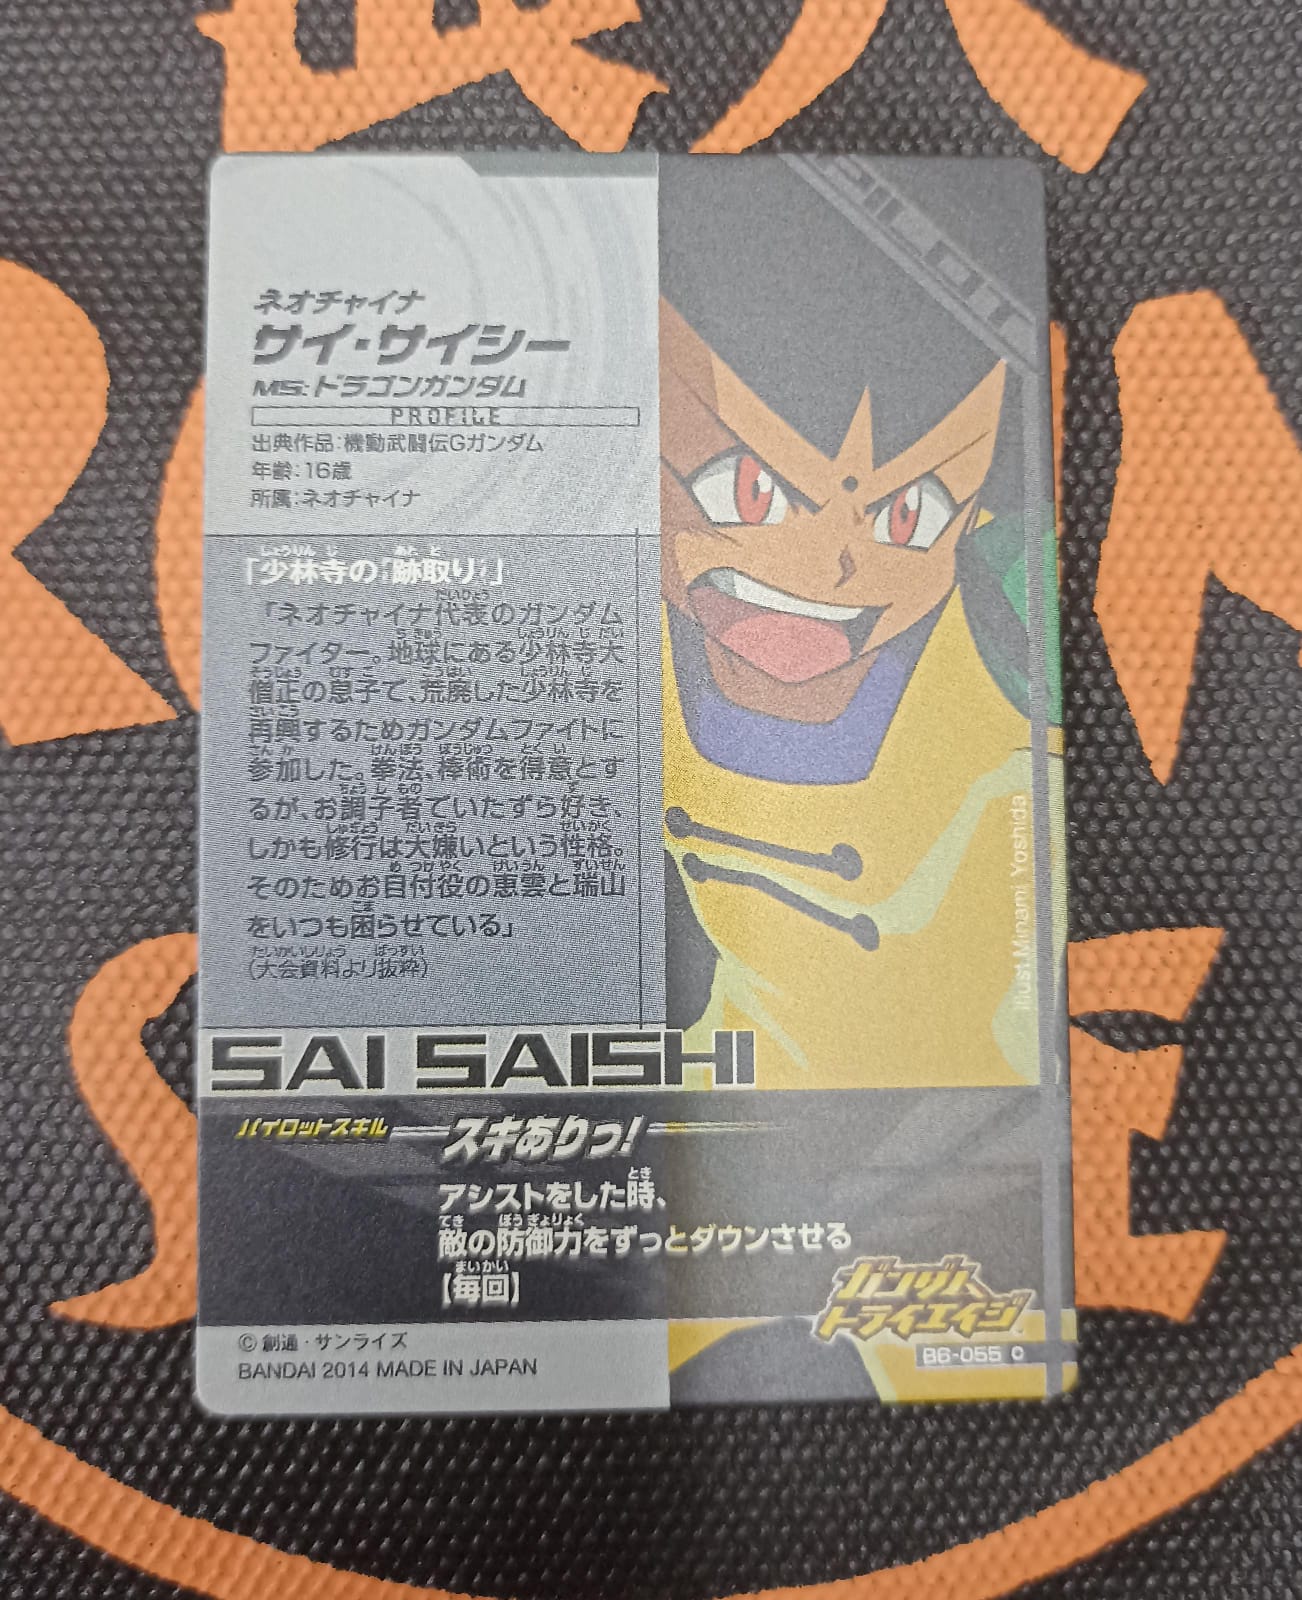 ネオチャイナ
サイ・サイシー
MS:ドラゴンガンダム
PROFILE
出典作品:機動武闘伝Gガンダム
年齢:16歳
所属:ネオチャイナ
「少林寺の“跡取り”」
「ネオチャイナ代表のガンダム
ファイター。地球にある少林寺大
僧正の息子で、荒廃した少林寺を
再興するためガンダムファイトに
参加した。拳法、棒術を得意とす
るが、お調子者でいたずら好き、
しかも修行は大嫌いという性格。
そのためお目付役の恵雲と瑞山
をいつも困らせている」
(大会資料より抜粋)
Illust.Minami Yoshida
SAI SAISHI
パイロットスキル
スキありっ!
アシストをした時、
敵の防御力をずっとダウンさせる
【毎回】
ガンダム
トライエイジ
B6-055 C
© 創通・サンライズ
BANDAI 2014 MADE IN JAPAN